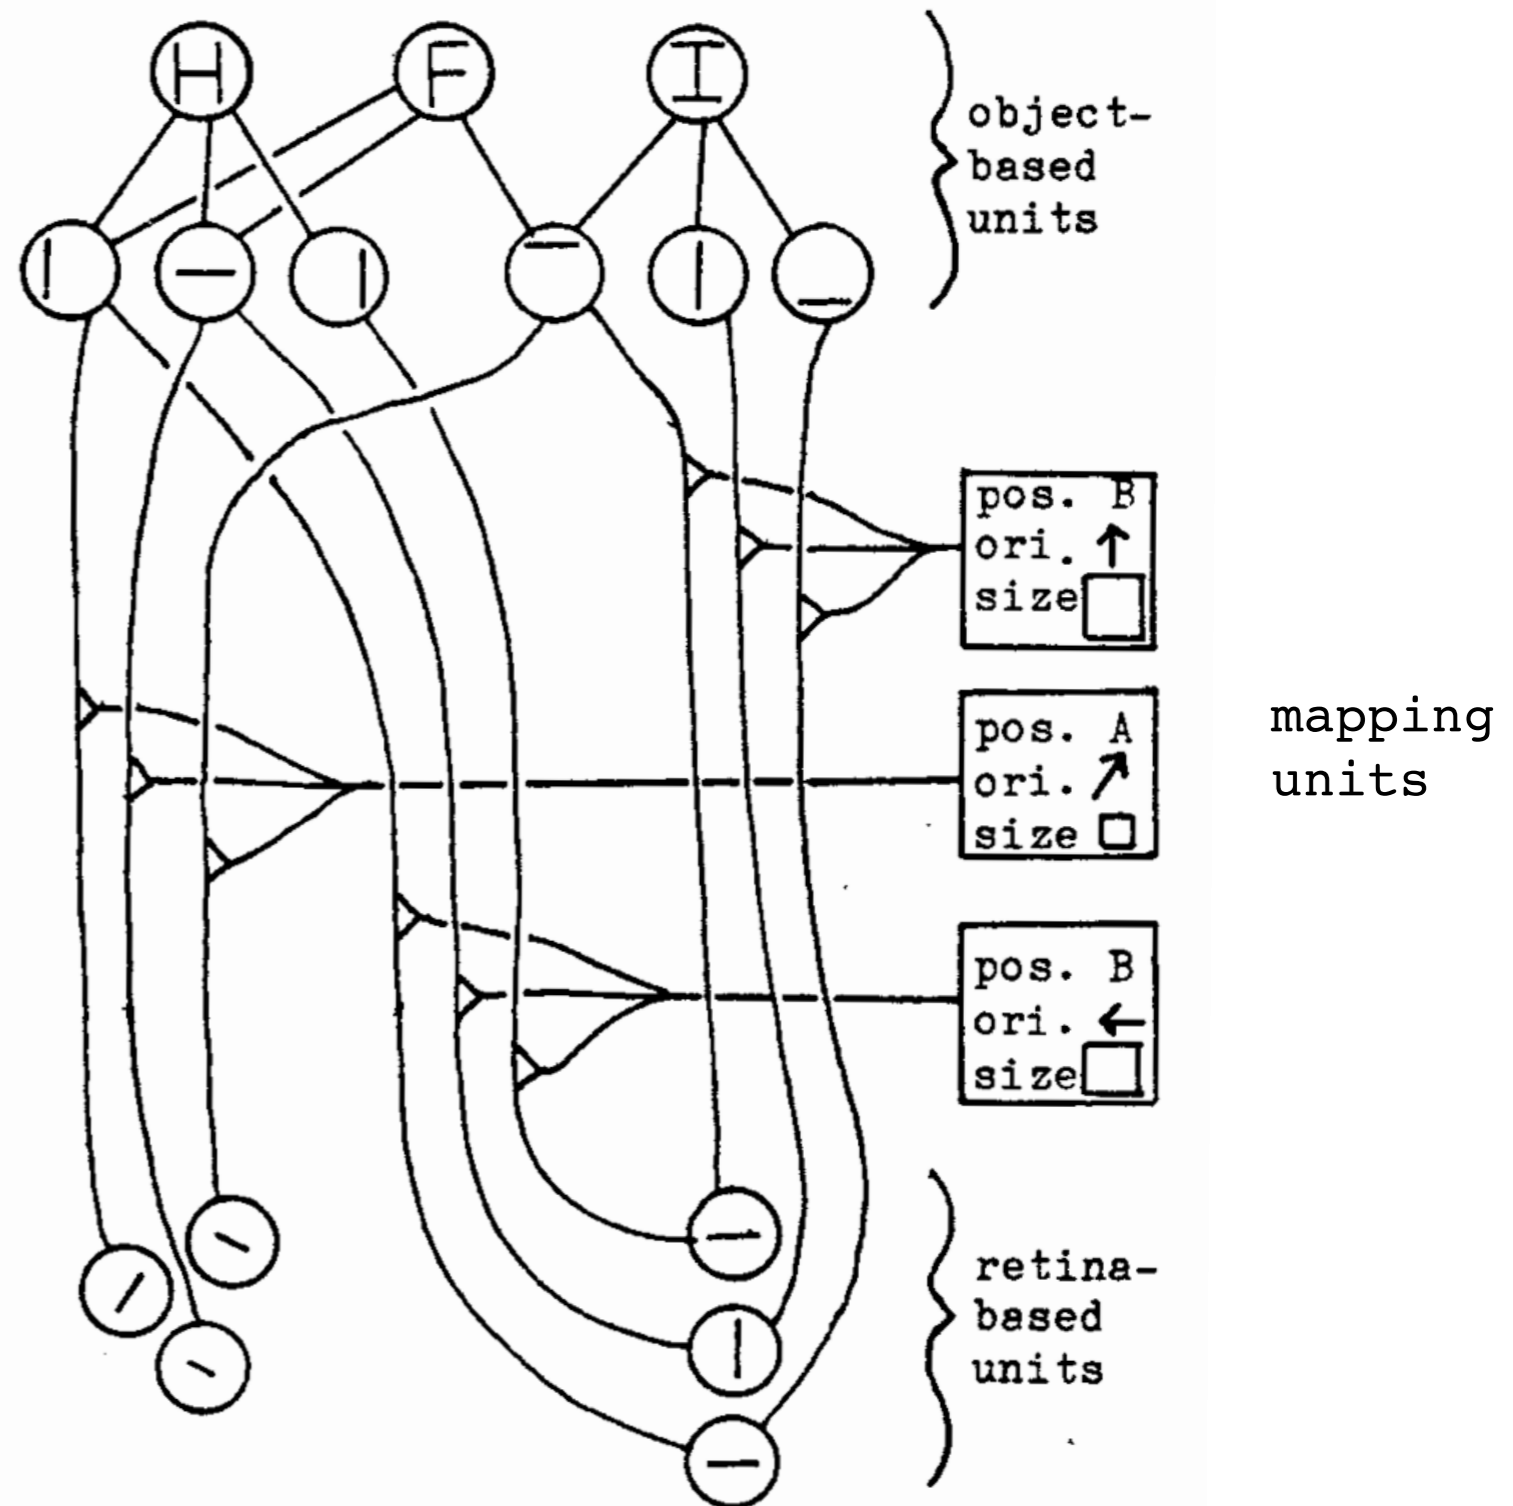 H F I
object-
based
units
pos. B
ori. ↑
size
pos. A
ori. ↗
size
mapping
units
pos. B
ori. ←
size
retina-
based
units